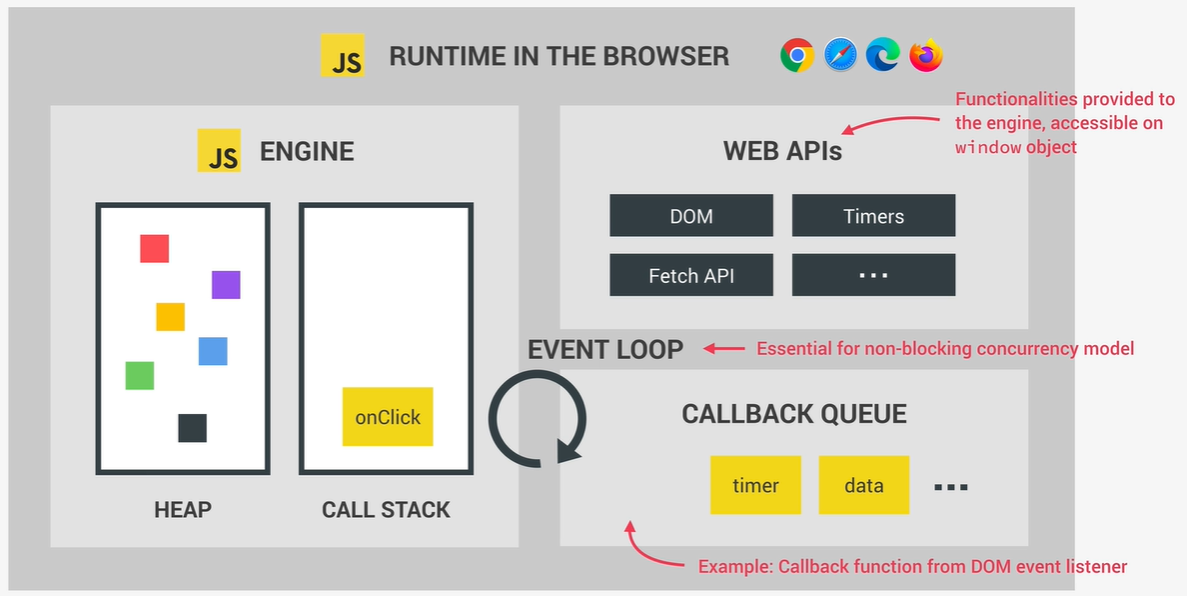 JS RUNTIME IN THE BROWSER
JS ENGINE
HEAP
onClick
CALL STACK
Functionalities provided to
the engine, accessible on
window object
WEB APIs
DOM
Timers
Fetch API
...
EVENT LOOP
Essential for non-blocking concurrency model
CALLBACK QUEUE
timer
data
...
Example: Callback function from DOM event listener